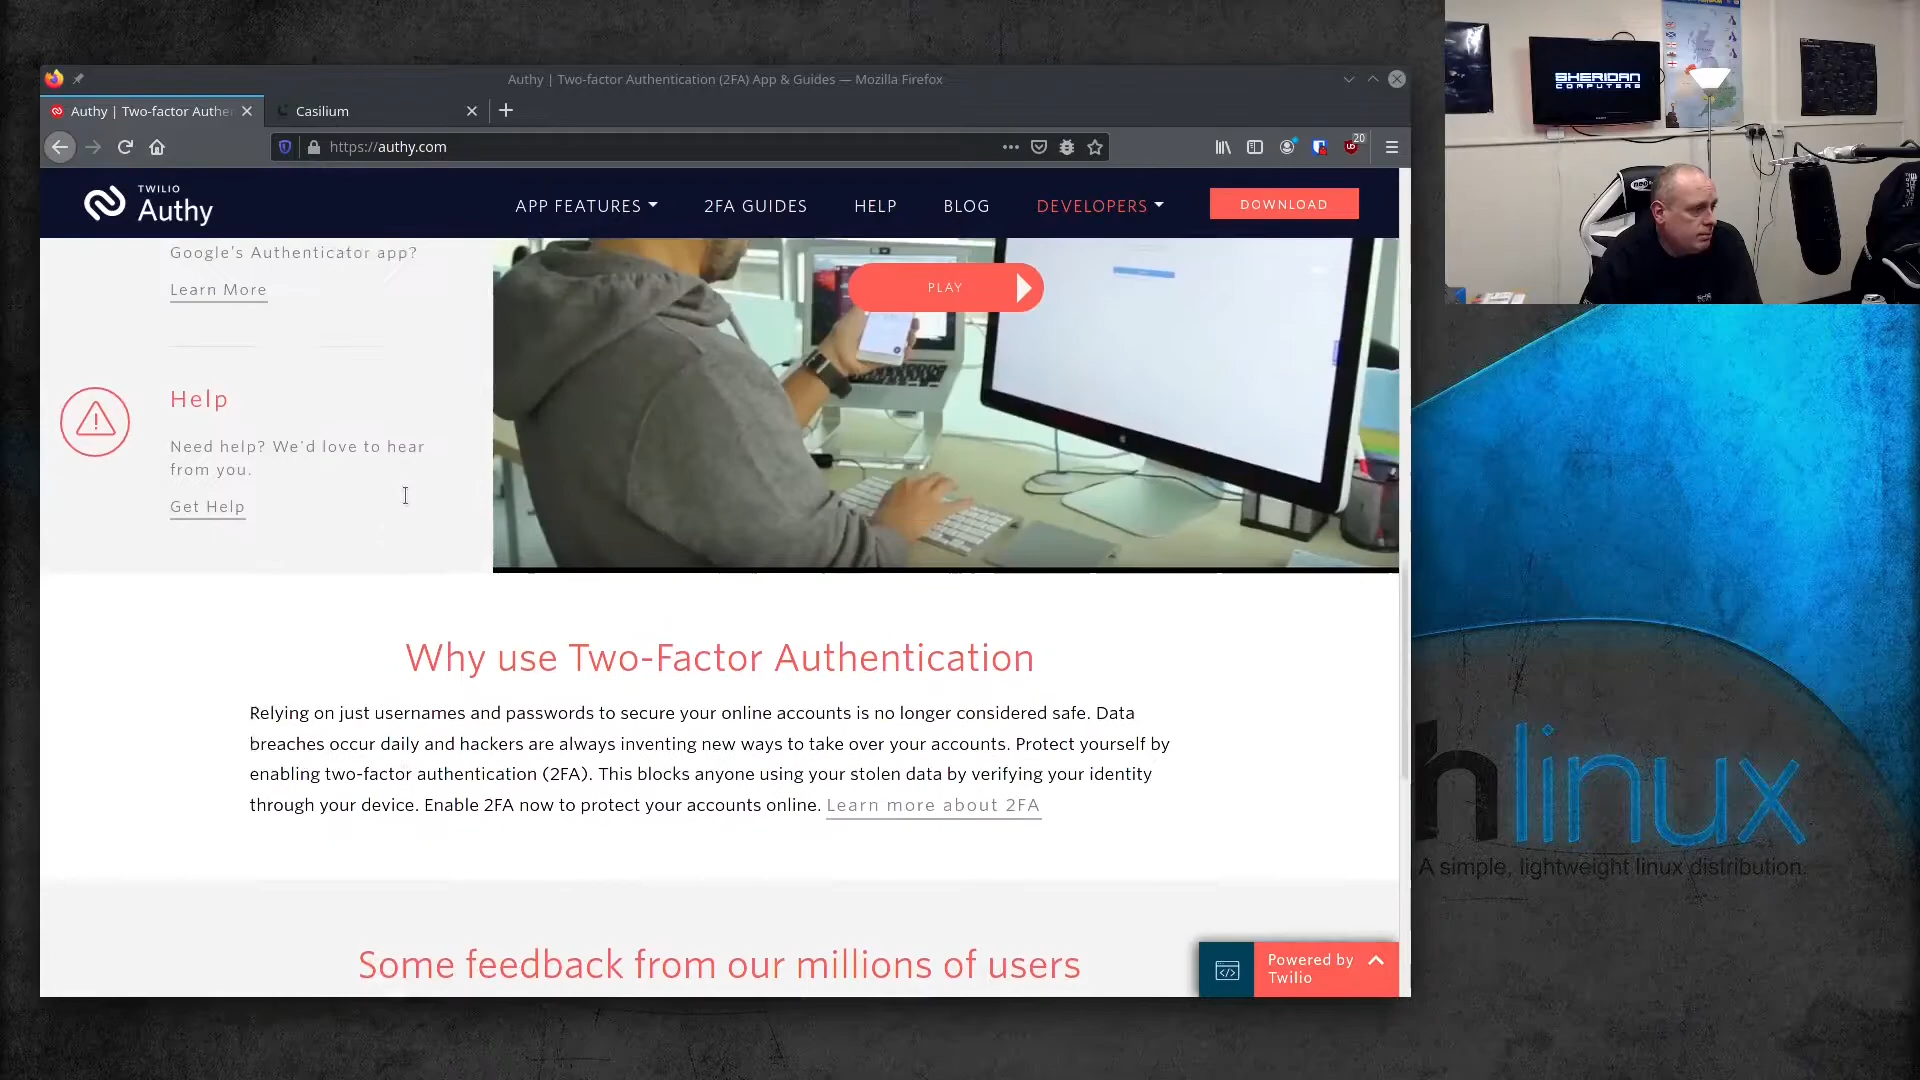 Authy | Two-factor Authentication (2FA) App & Guides — Mozilla Firefox
Authy | Two-factor Authen
Casilium
https://authy.com
20
TWILIO
Authy
APP FEATURES
2FA GUIDES
HELP
BLOG
DEVELOPERS
DOWNLOAD
Google's Authenticator app?
Learn More
PLAY
Help
Need help? We'd love to hear
from you.
Get Help
Why use Two-Factor Authentication
Relying on just usernames and passwords to secure your online accounts is no longer considered safe. Data
breaches occur daily and hackers are always inventing new ways to take over your accounts. Protect yourself by
enabling two-factor authentication (2FA). This blocks anyone using your stolen data by verifying your identity
through your device. Enable 2FA now to protect your accounts online. Learn more about 2FA
Some feedback from our millions of users
Powered by
Twilio
SHERIDAN
COMPUTERS
hlinux
A simple, lightweight linux distribution.